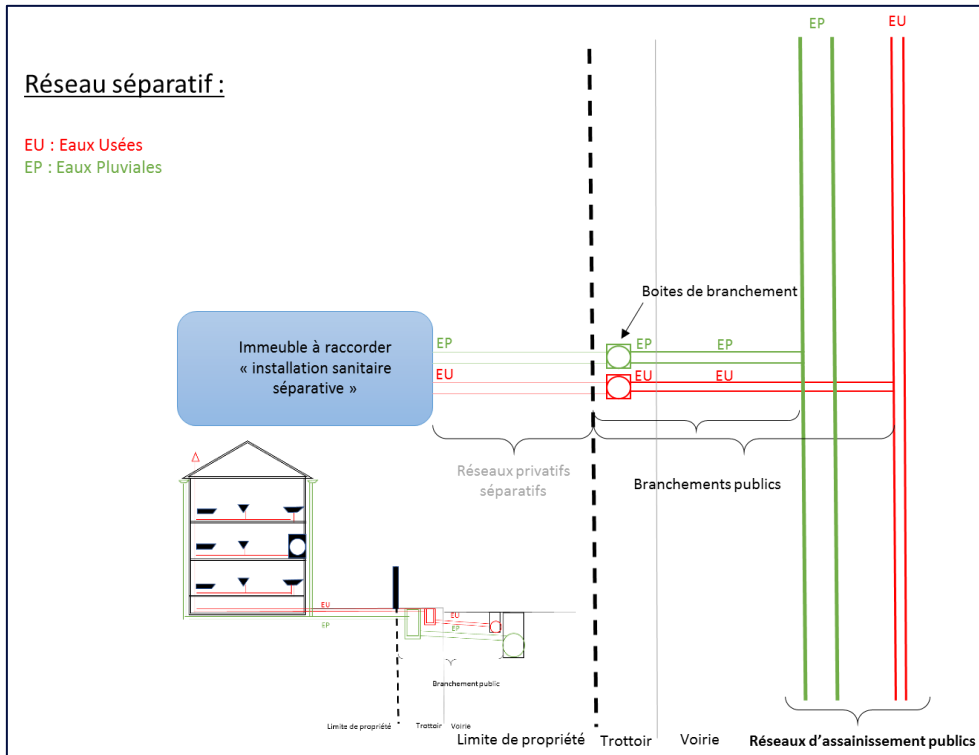 EP
EU
Réseau séparatif :
EU : Eaux Usées
EP : Eaux Pluviales
Boites de branchement
Immeuble à raccorder
« installation sanitaire
séparative »
EP
EP
EP
EU
EU
EU
Réseaux privatifs
séparatifs
Branchements publics
EU
EP
EU
EP
Branchement public
Limite de propriété
Trottoir
Voirie
Limite de propriété
Trottoir
Voirie
Réseaux d’assainissement publics